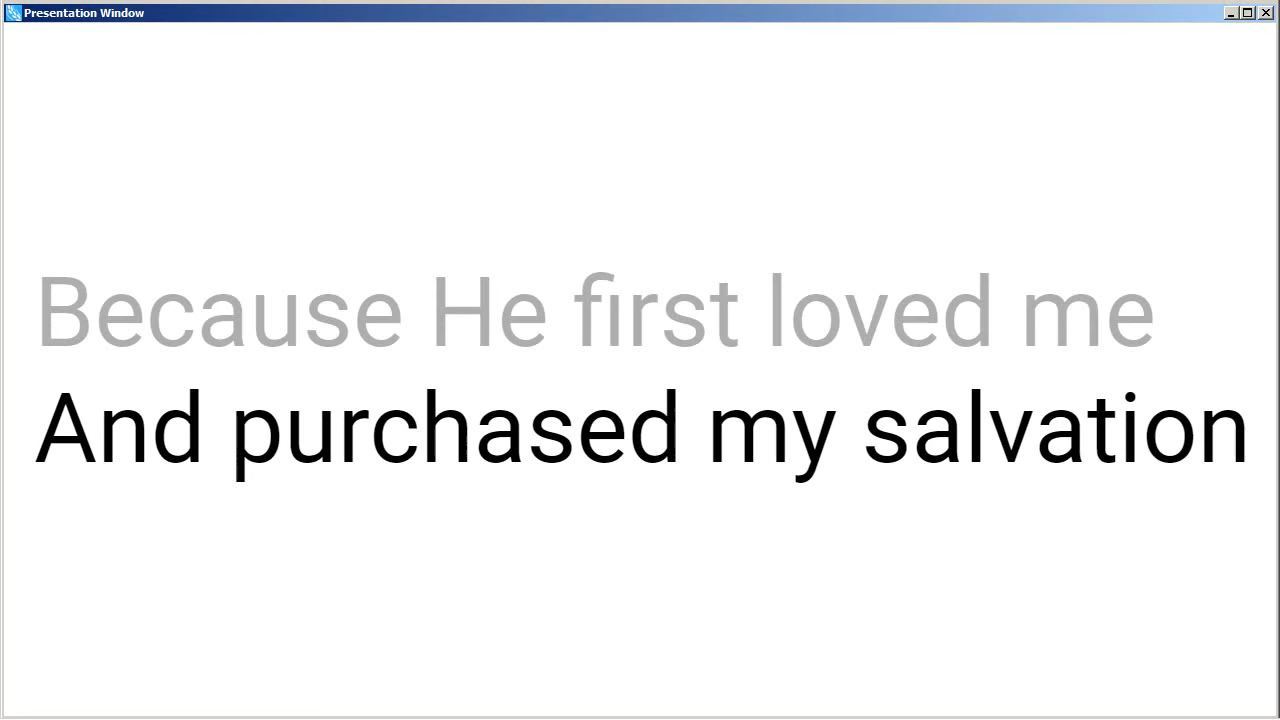 Presentation Window
Because He first loved me
And purchased my salvation